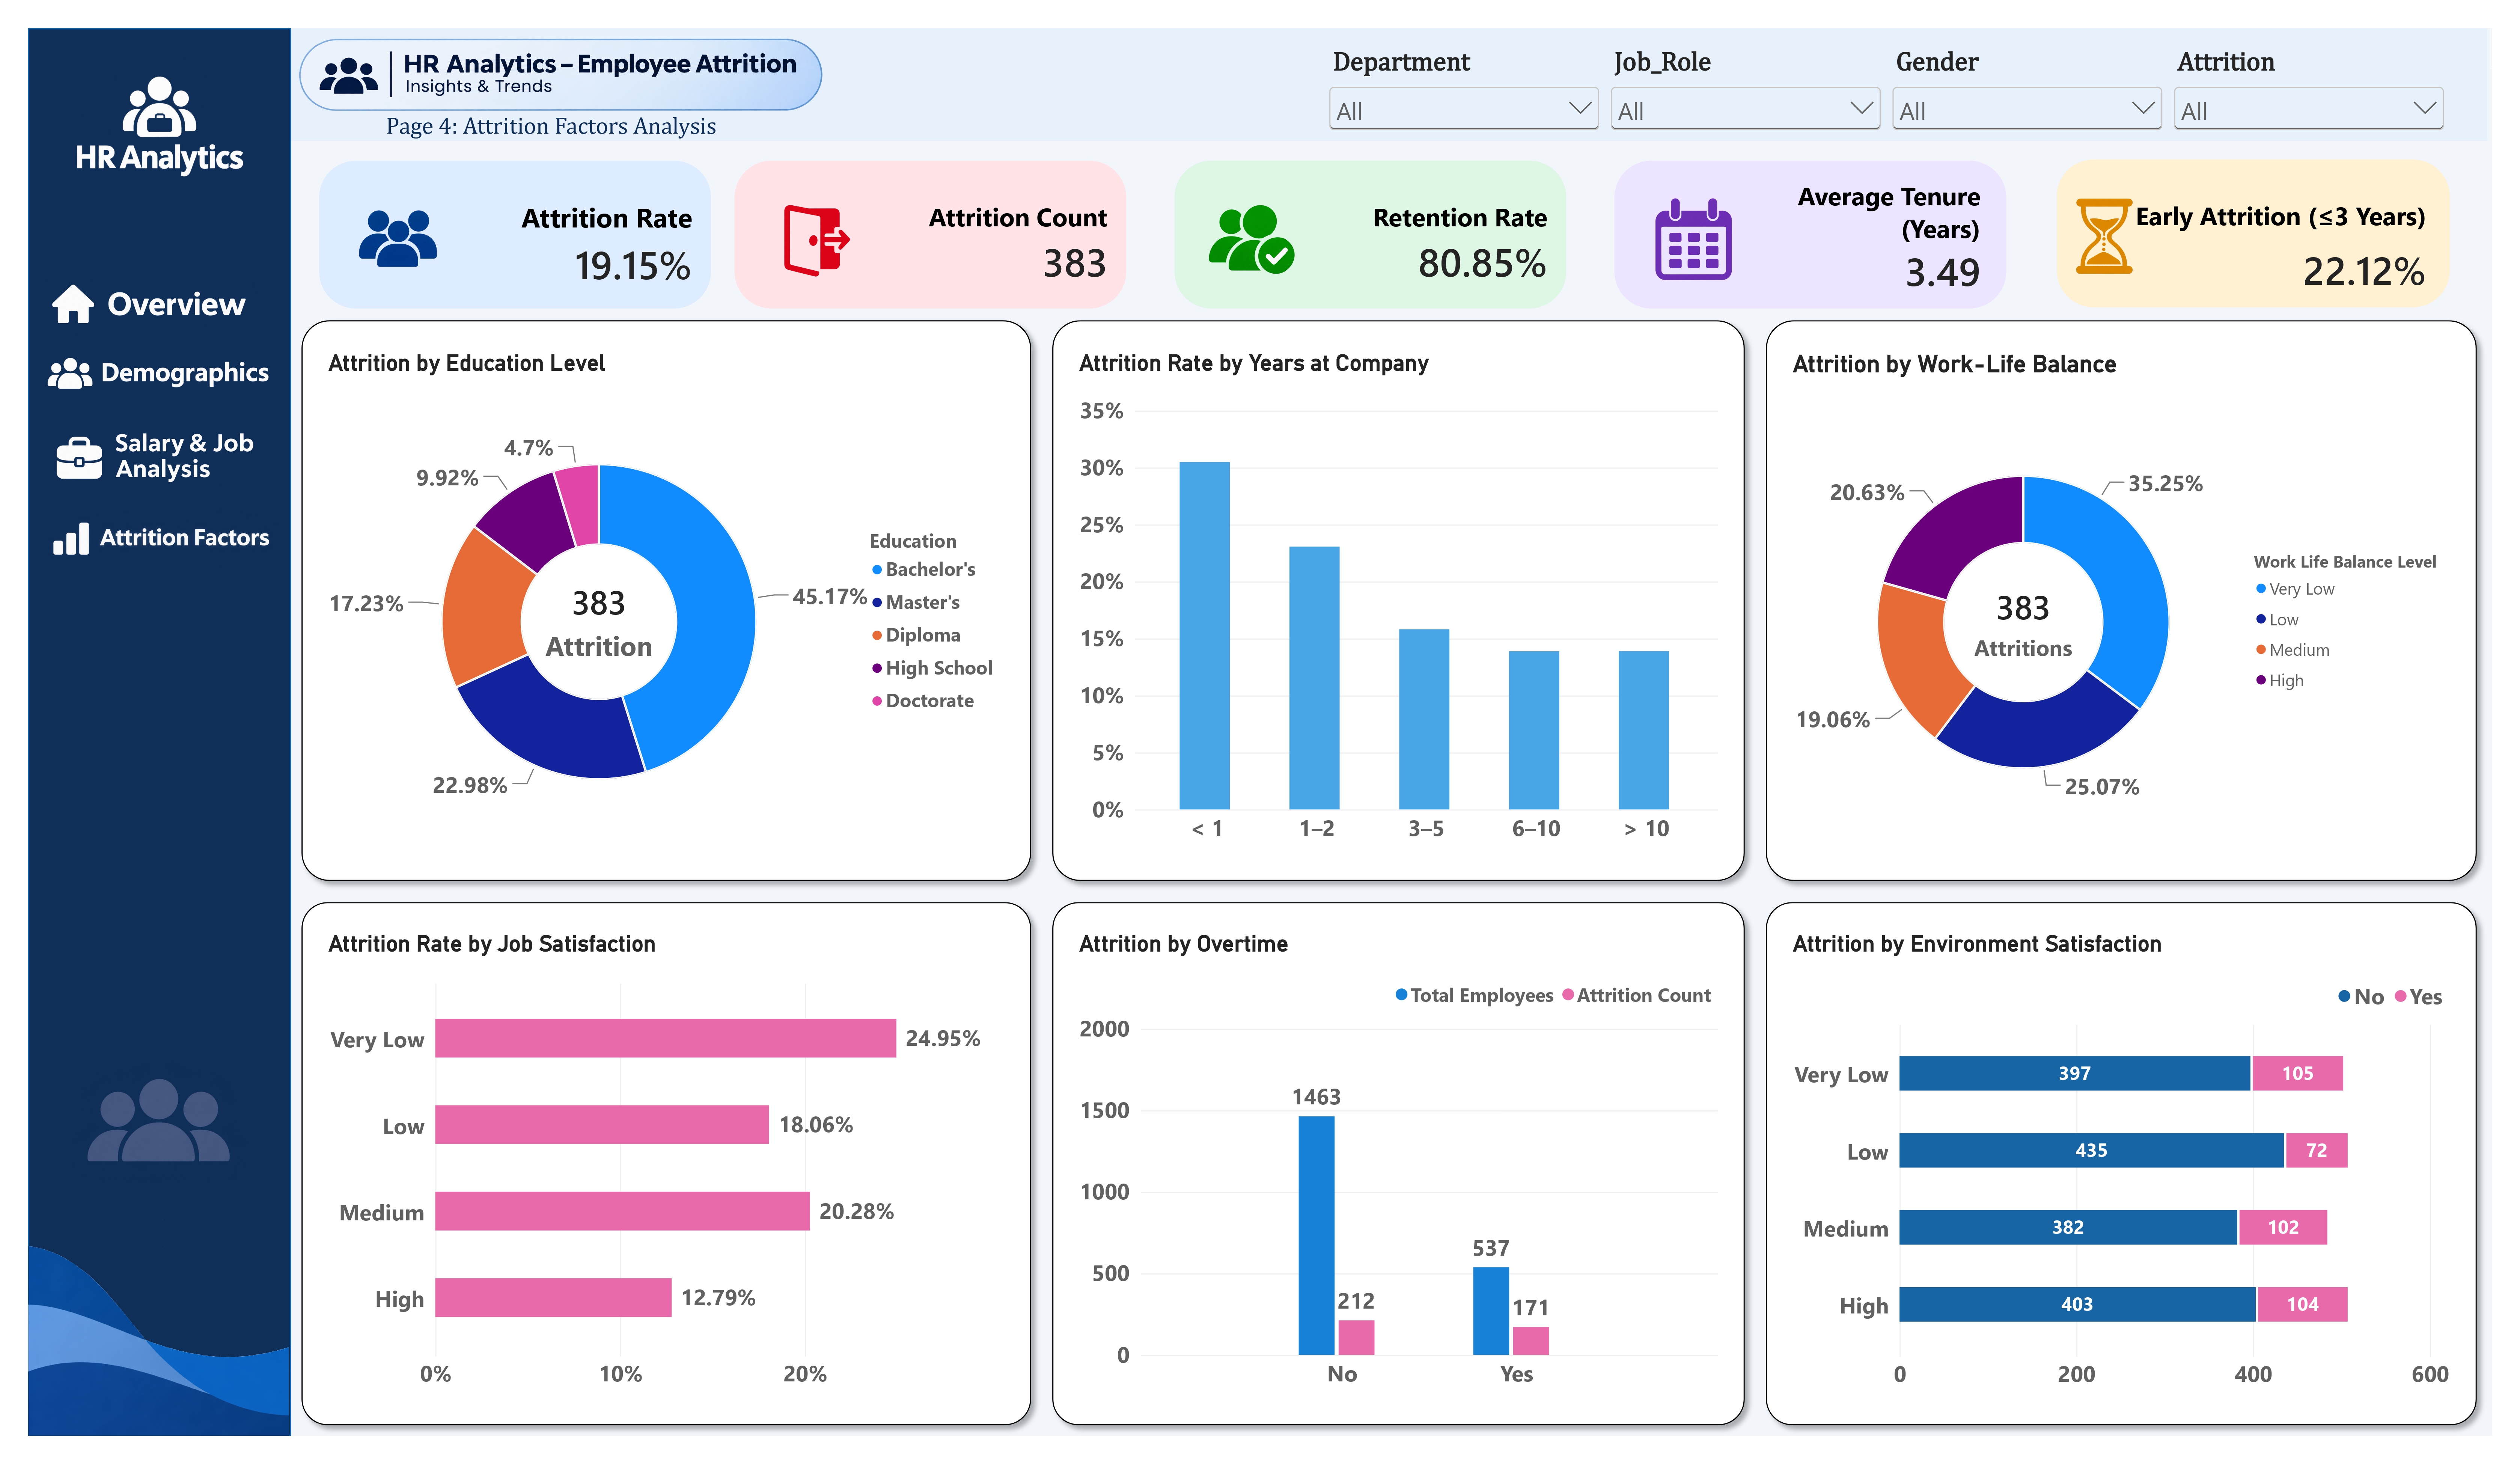 HR Analytics
Overview
Demographics
Salary & Job
Analysis
Attrition Factors
HR Analytics – Employee Attrition
Insights & Trends
Page 4: Attrition Factors Analysis
Department
Job_Role
Gender
Attrition
All
All
All
All
Attrition Rate
19.15%
Attrition Count
383
Retention Rate
80.85%
Average Tenure
(Years)
3.49
Early Attrition (≤3 Years)
22.12%
Attrition by Education Level
4.7%
9.92%
17.23%
22.98%
45.17%
383
Attrition
Education
Bachelor's
Master's
Diploma
High School
Doctorate
Attrition Rate by Years at Company
35%
30%
25%
20%
15%
10%
5%
0%
< 1
1–2
3–5
6–10
> 10
Attrition by Work-Life Balance
20.63%
35.25%
19.06%
25.07%
383
Attritions
Work Life Balance Level
Very Low
Low
Medium
High
Attrition Rate by Job Satisfaction
Very Low
24.95%
Low
18.06%
Medium
20.28%
High
12.79%
0%
10%
20%
Attrition by Overtime
Total Employees
Attrition Count
2000
1500
1000
500
0
1463
212
537
171
No
Yes
Attrition by Environment Satisfaction
No
Yes
Very Low
397
105
Low
435
72
Medium
382
102
High
403
104
0
200
400
600